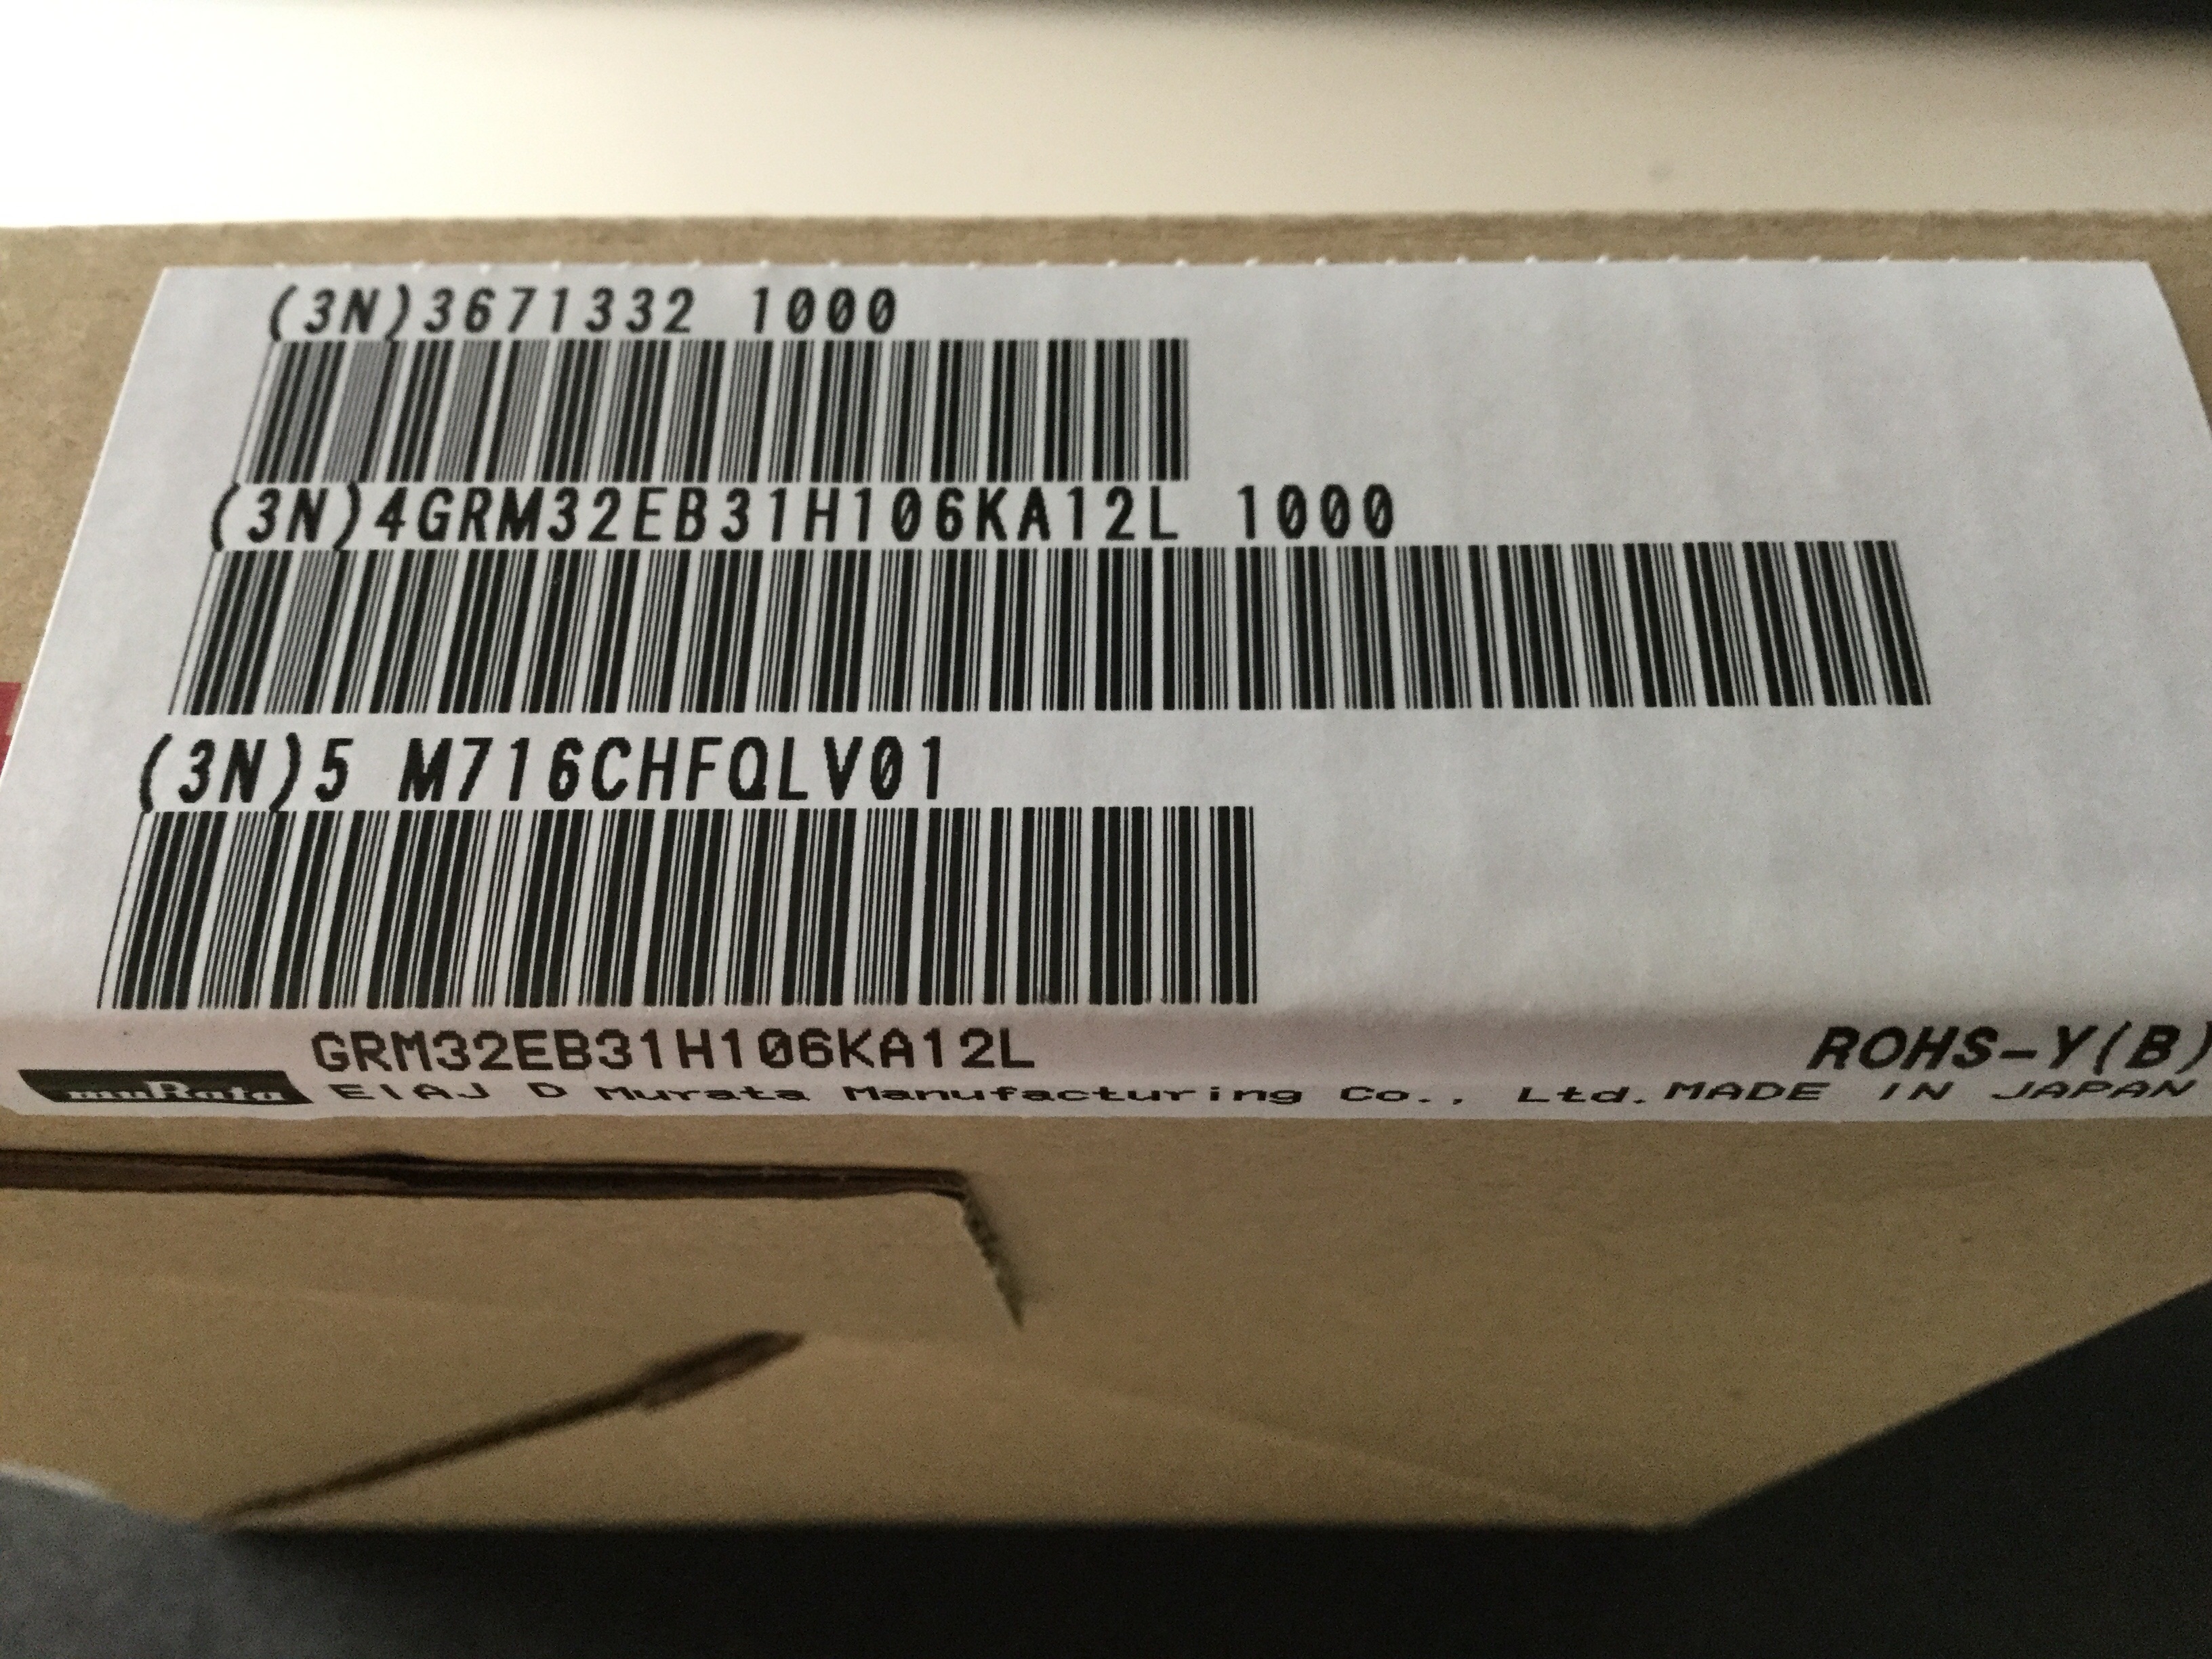 (3N)3671332 1000
(3N)4GRM32EB31H106KA12L 1000
(3N)5 M716CHFQLV01
GRM32EB31H106KA12L ROHS-Y(B)
muRata EIAJ D Murata Manufacturing Co., Ltd. MADE IN JAPAN